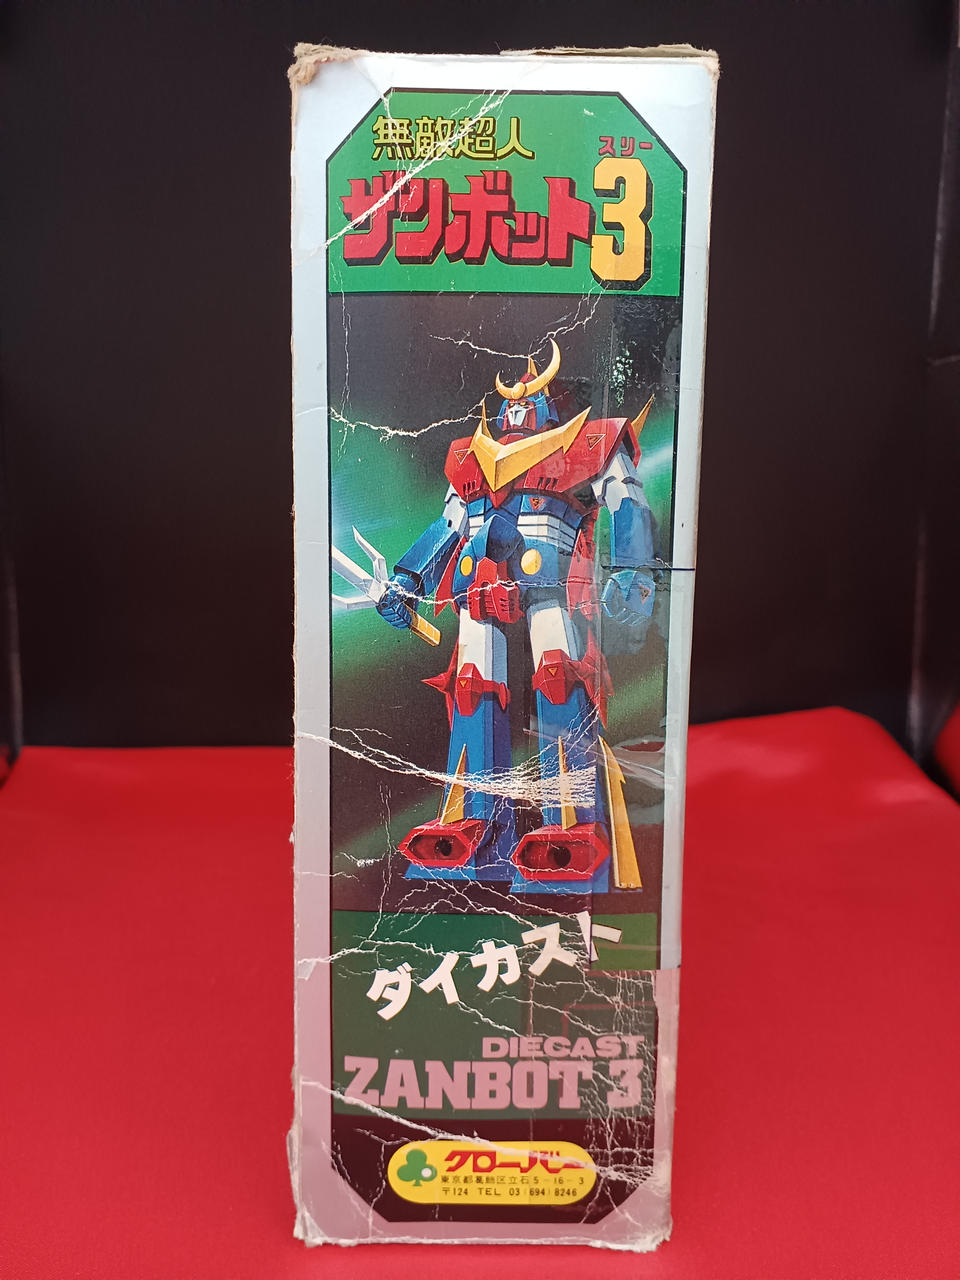 無敵超人
スリー
ザンボット3
ダイカスト
DIECAST
ZANBOT 3
クローバー
東京都葛飾区立石5-16-3
〒124 TEL 03(694)8246